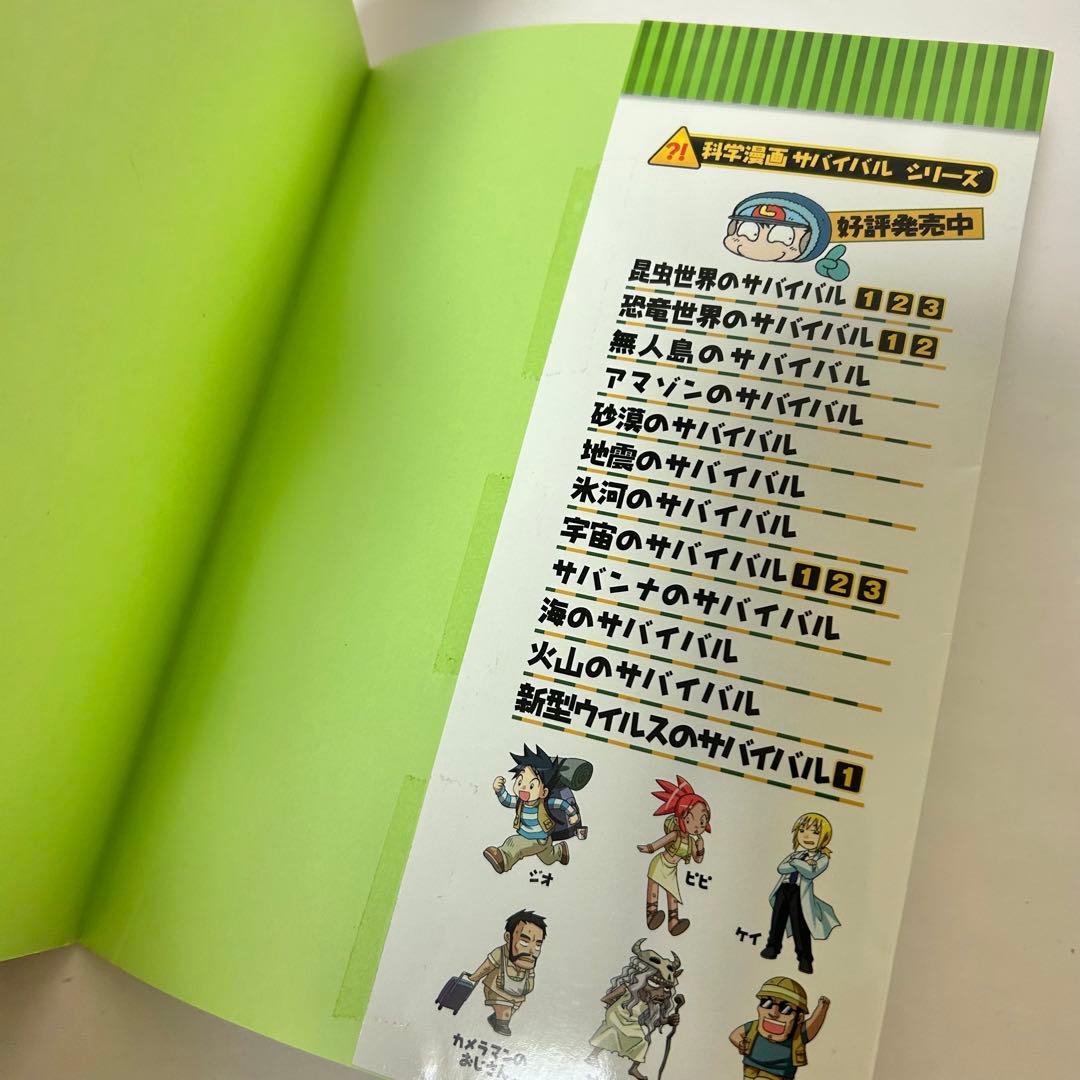 ?!
科学漫画 サバイバル シリーズ
L
好評発売中
昆虫世界のサバイバル 1 2 3
恐竜世界のサバイバル 1 2
無人島のサバイバル
アマゾンのサバイバル
砂漠のサバイバル
地震のサバイバル
氷河のサバイバル
宇宙のサバイバル 1 2 3
サバンナのサバイバル
海のサバイバル
火山のサバイバル
新型ウイルスのサバイバル 1
ジオ
ピピ
ケイ
カメラマンの
おじさん